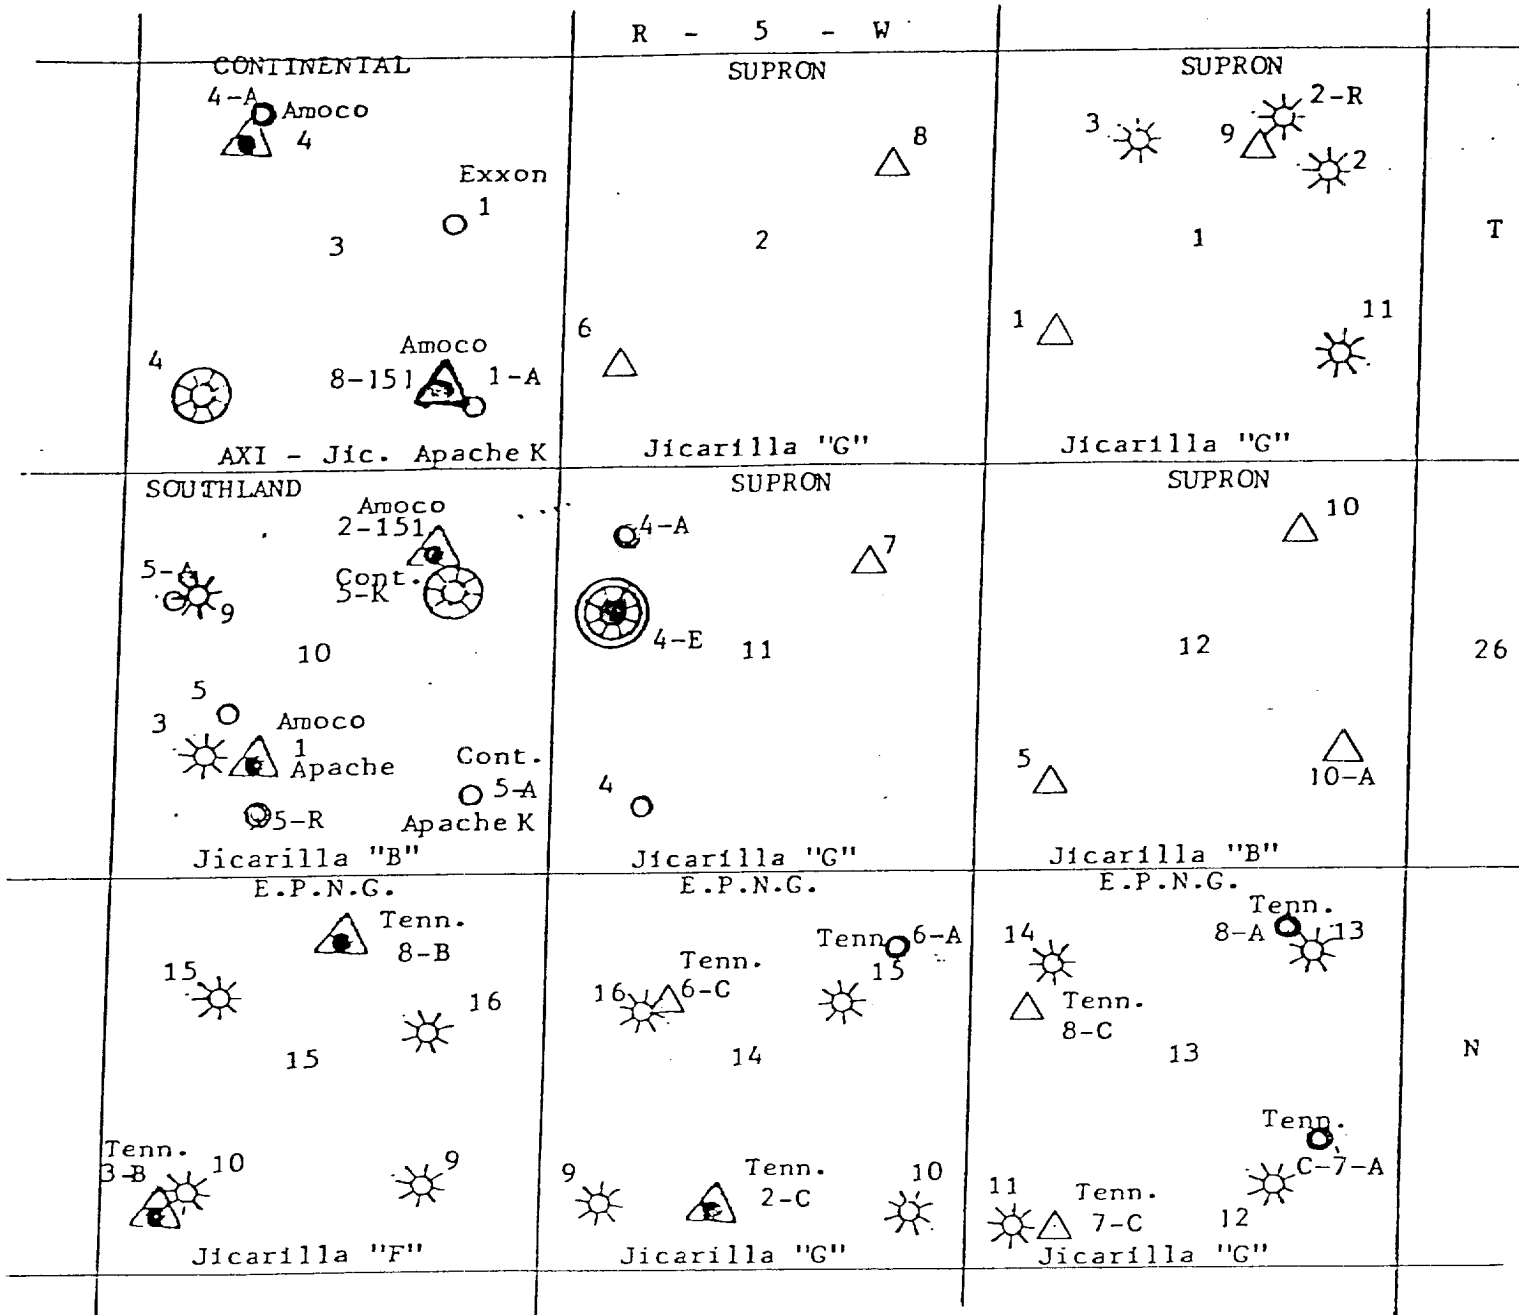 R - 5 - W
CONTINENTAL
4-A
Amoco
4
Exxon
1
3
4
Amoco
8-151
1-A
AXI - Jic. Apache K
SUPRON
8
2
6
Jicarilla "G"
SUPRON
2-R
3
9
2
1
1
11
Jicarilla "G"
T
SOUTHLAND
Amoco
2-151
5-A
Cont.
5-K
9
10
5
3
Amoco
1
Apache
Cont.
5-A
5-R
Apache K
Jicarilla "B"
SUPRON
4-A
7
4-E
11
4
Jicarilla "G"
SUPRON
10
12
5
10-A
Jicarilla "B"
26
E.P.N.G.
Tenn.
8-B
15
16
15
Tenn.
3-B
10
9
Jicarilla "F"
E.P.N.G.
Tenn. 6-A
Tenn.
6-C
15
16
14
9
Tenn.
2-C
10
Jicarilla "G"
E.P.N.G.
Tenn.
8-A
13
14
Tenn.
8-C
13
Tenn.
C-7-A
11
Tenn.
7-C
12
Jicarilla "G"
N